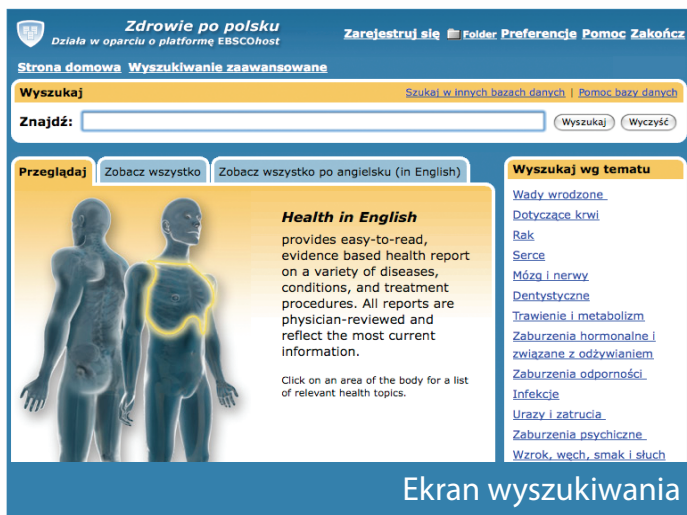 Zdrowie po polsku
Działa w oparciu o platformę EBSCOhost
Zarejestruj się Folder Preferencje Pomoc Zakończ
Strona domowa Wyszukiwanie zaawansowane
Wyszukaj
Szukaj w innych bazach danych | Pomoc bazy danych
Znajdź:
Wyszukaj Wyczyść
Przeglądaj
Zobacz wszystko
Zobacz wszystko po angielsku (in English)
Health in English
provides easy-to-read,
evidence based health report
on a variety of diseases,
conditions, and treatment
procedures. All reports are
physician-reviewed and
reflect the most current
information.
Click on an area of the body for a list
of relevant health topics.
Wyszukaj wg tematu
Wady wrodzone
Dotyczące krwi
Rak
Serce
Mózg i nerwy
Dentystyczne
Trawienie i metabolizm
Zaburzenia hormonalne i
związane z odżywianiem
Zaburzenia odporności
Infekcje
Urazy i zatrucia
Zaburzenia psychiczne
Wzrok, węch, smak i słuch
Ekran wyszukiwania